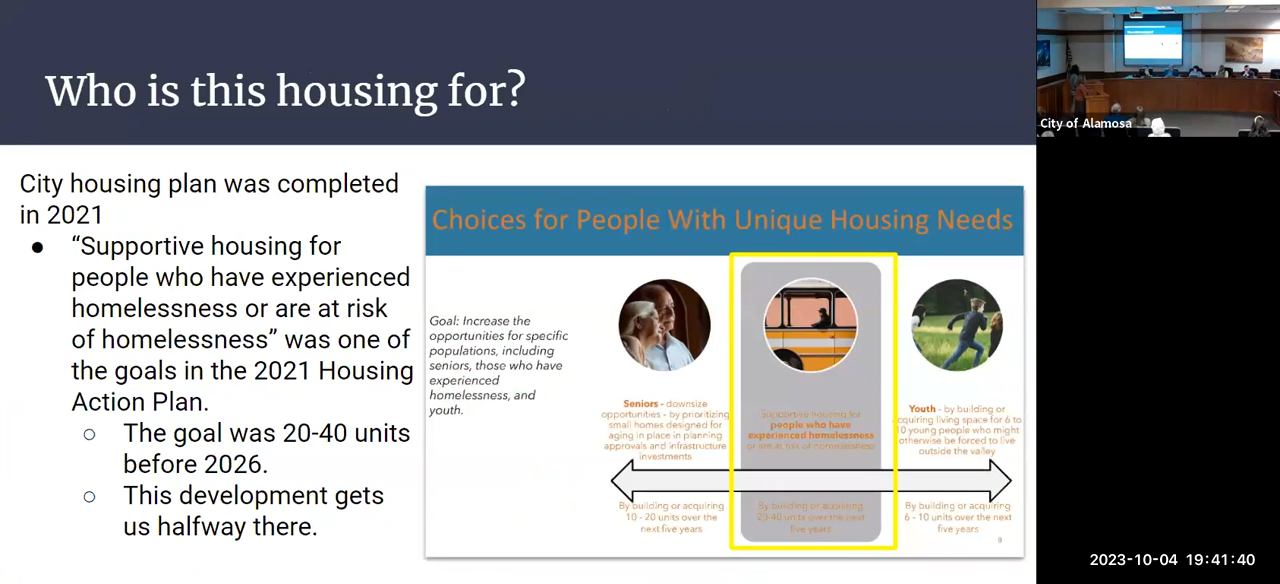 Who is this housing for?
City of Alamosa
City housing plan was completed
in 2021
● “Supportive housing for
people who have experienced
homelessness or are at risk
of homelessness” was one of
the goals in the 2021 Housing
Action Plan.
○ The goal was 20-40 units
before 2026.
○ This development gets
us halfway there.
Choices for People With Unique Housing Needs
Goal: Increase the
opportunities for specific
populations, including
seniors, those who have
experienced
homelessness, and
youth.
Seniors - downsize
opportunities - by prioritizing
small homes designed for
aging in place in planning
approvals and infrastructure
investments
Supportive housing for
people who have
experienced homelessness
or are at risk of homelessness
Youth - by building or
acquiring living space for 6 to
10 young people who might
otherwise be forced to live
outside the valley
By building or acquiring
10 - 20 units over the
next five years
By building or acquiring
20-40 units over the next
five years
By building or acquiring
6 - 10 units over the next
five years
9
2023-10-04 19:41:40